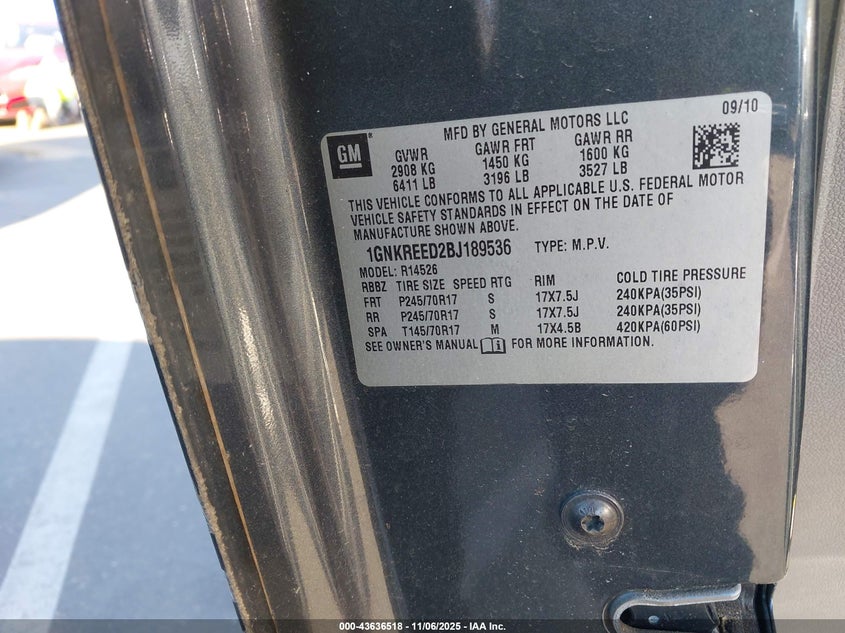 09/10
MFD BY GENERAL MOTORS LLC
GM® GVWR GAWR FRT GAWR RR
2908 KG 1450 KG 1600 KG
6411 LB 3196 LB 3527 LB
THIS VEHICLE CONFORMS TO ALL APPLICABLE U.S. FEDERAL MOTOR
VEHICLE SAFETY STANDARDS IN EFFECT ON THE DATE OF
MANUFACTURE SHOWN ABOVE.
1GNKREED2BJ189536 TYPE: M.P.V.
MODEL: R14526
RBBZ TIRE SIZE SPEED RTG RIM COLD TIRE PRESSURE
FRT P245/70R17 S 17X7.5J 240KPA(35PSI)
RR P245/70R17 S 17X7.5J 240KPA(35PSI)
SPA T145/70R17 M 17X4.5B 420KPA(60PSI)
SEE OWNER'S MANUAL FOR MORE INFORMATION.
000-43636518 — 11/06/2025 — IAA Inc.